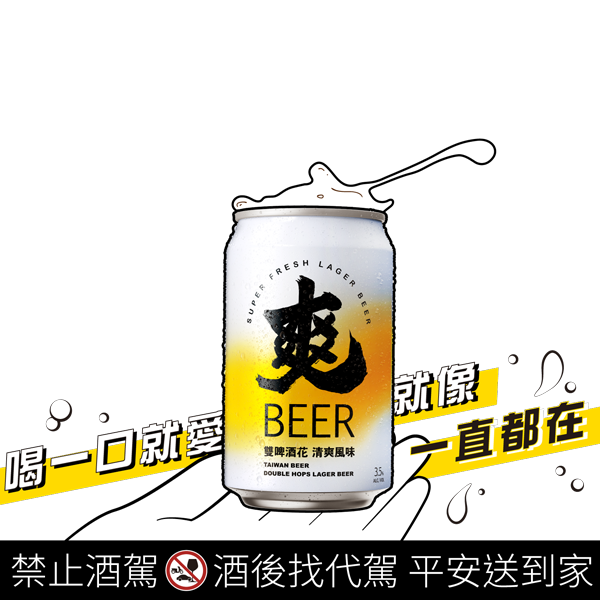 SUPER FRESH LAGER BEER
爽
BEER
雙啤酒花 清爽風味
TAIWAN BEER
DOUBLE HOPS LAGER BEER
3.5%
喝一口就愛
就像
一直都在
禁止酒駕 酒後找代駕 平安送到家